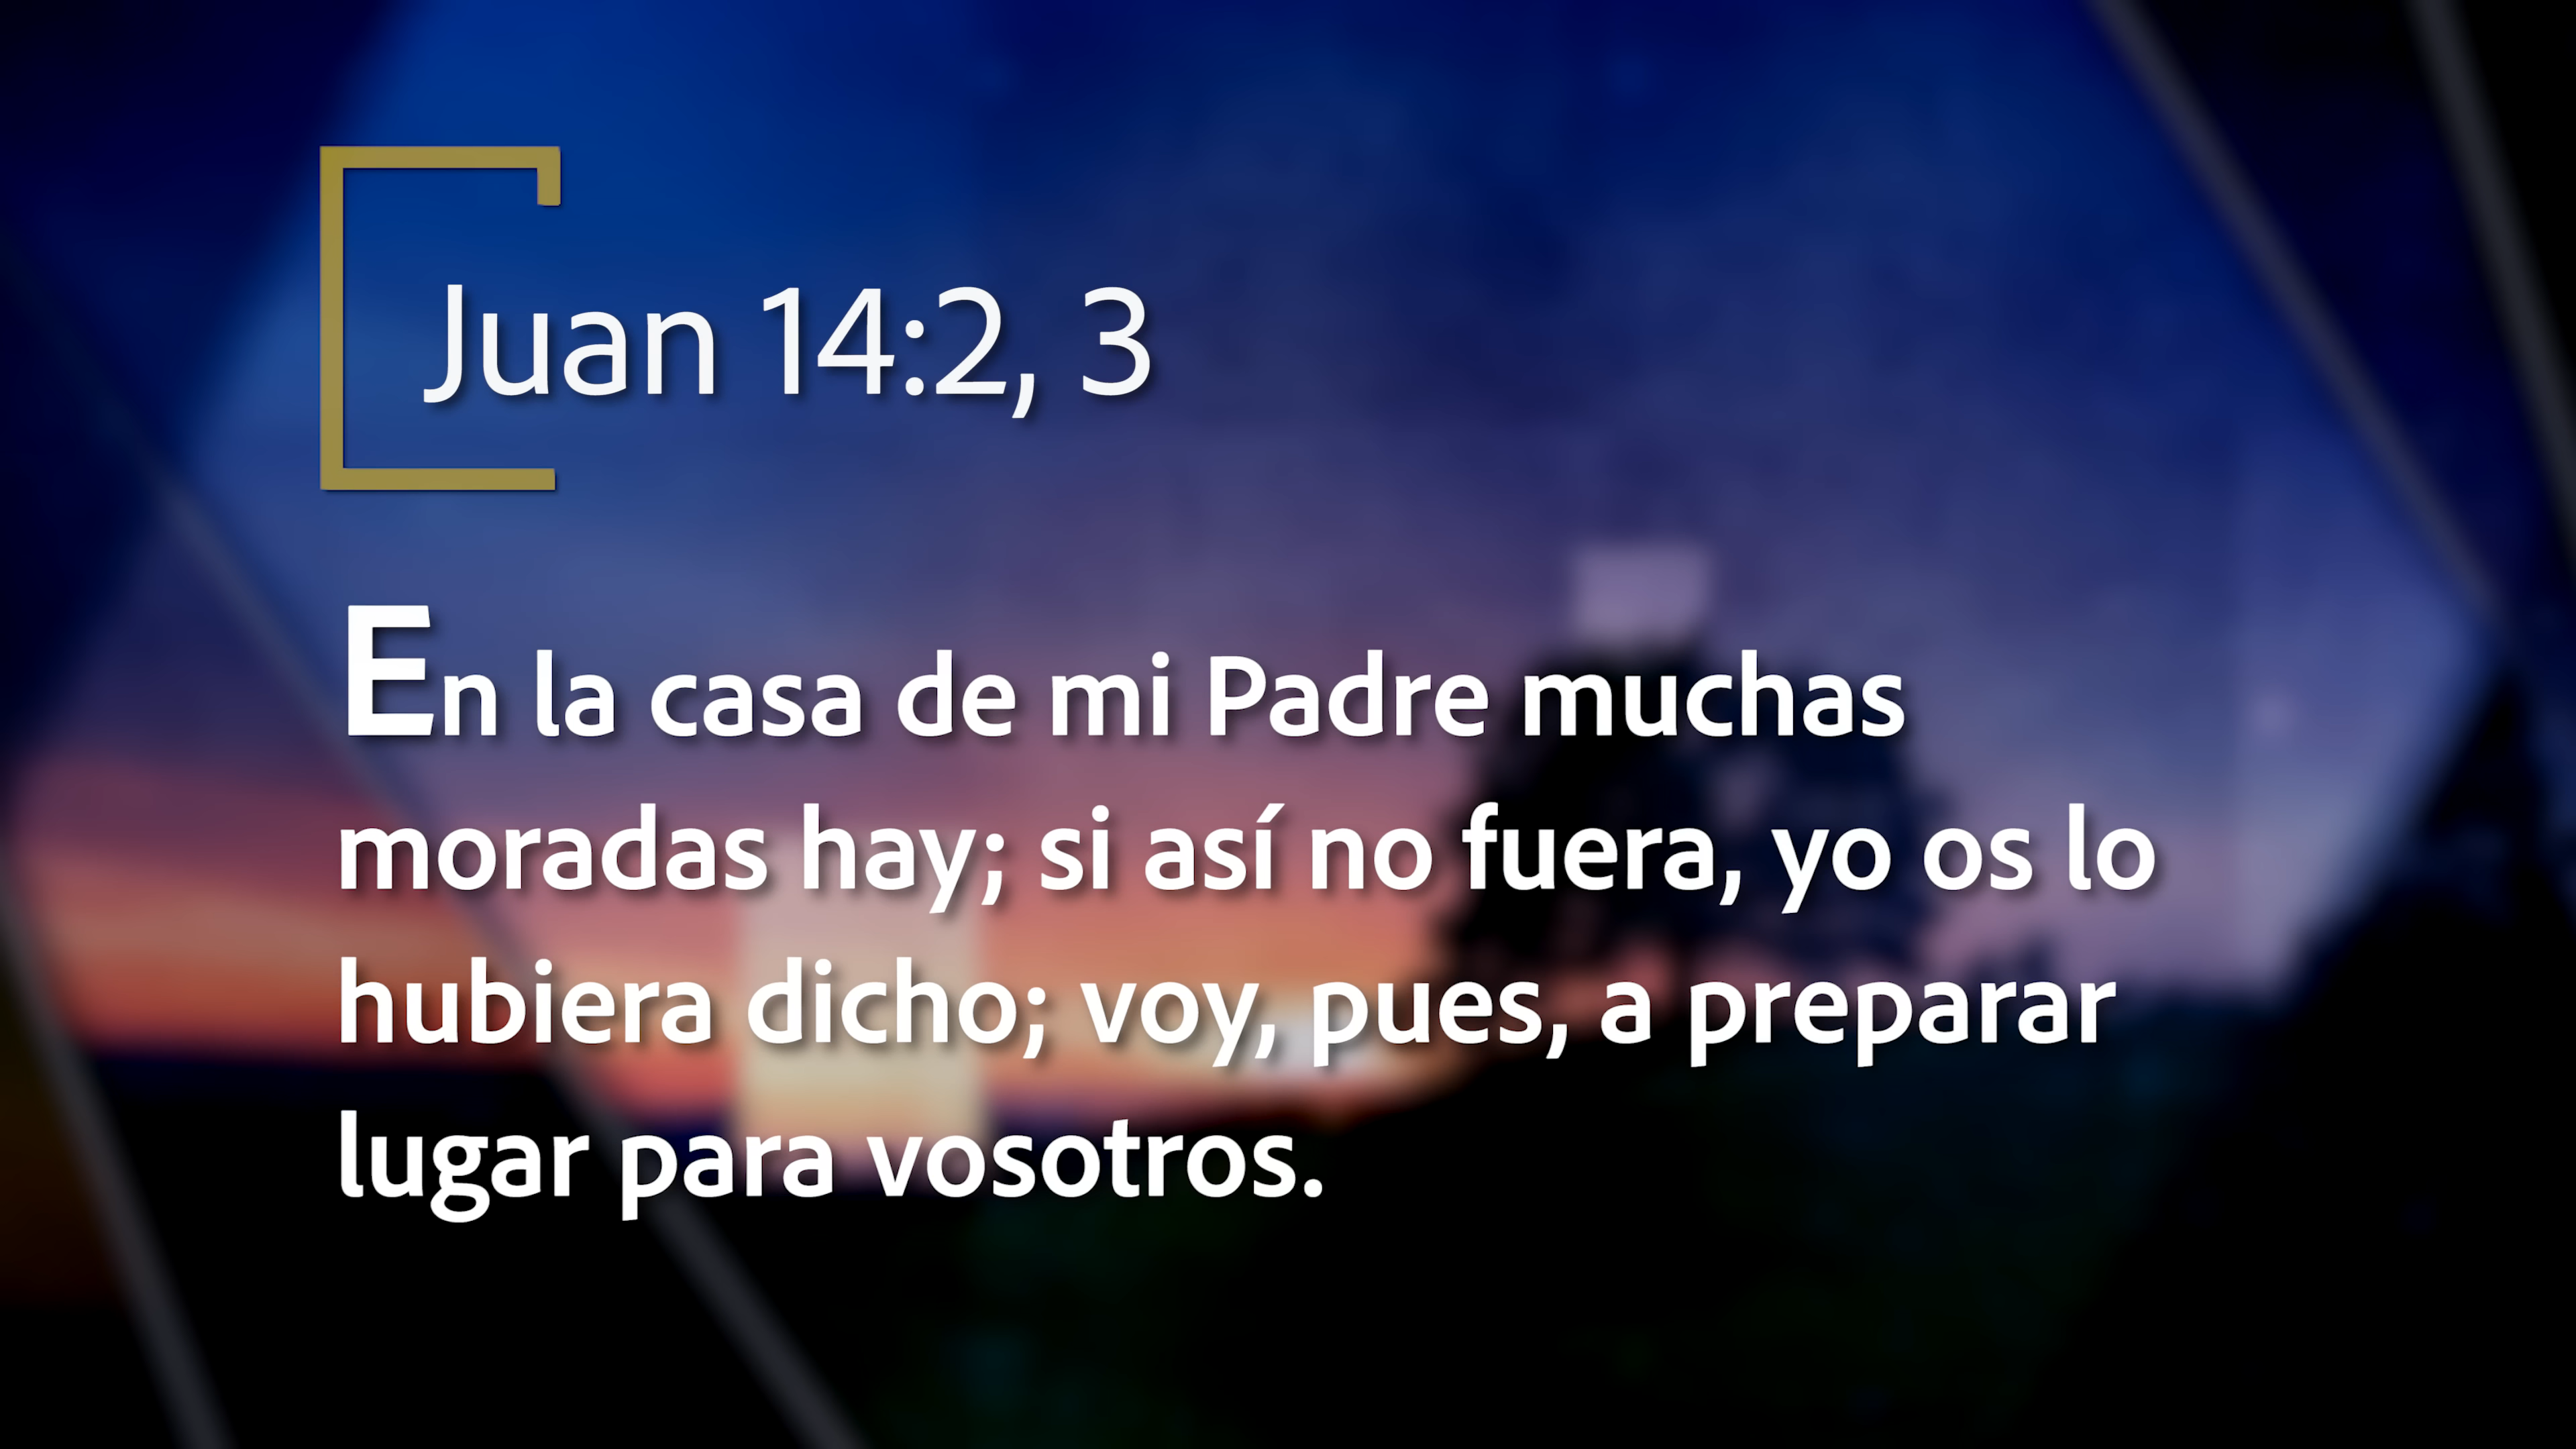 Juan 14:2, 3
En la casa de mi Padre muchas
moradas hay; si así no fuera, yo os lo
hubiera dicho; voy, pues, a preparar
lugar para vosotros.